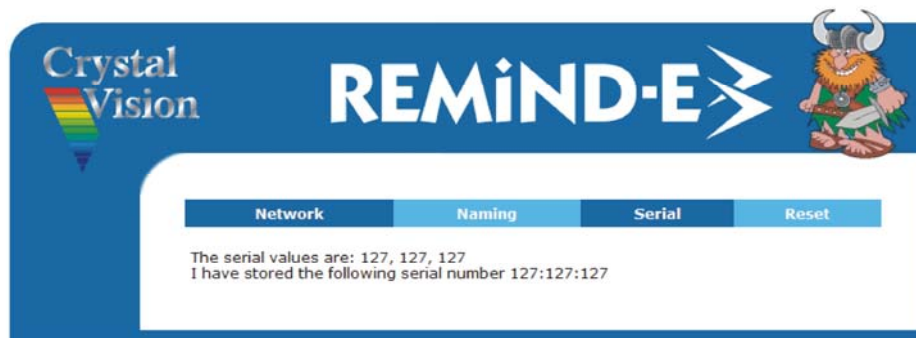 Crystal
Vision
REMiND-E
Network Naming Serial Reset
The serial values are: 127, 127, 127
I have stored the following serial number 127:127:127